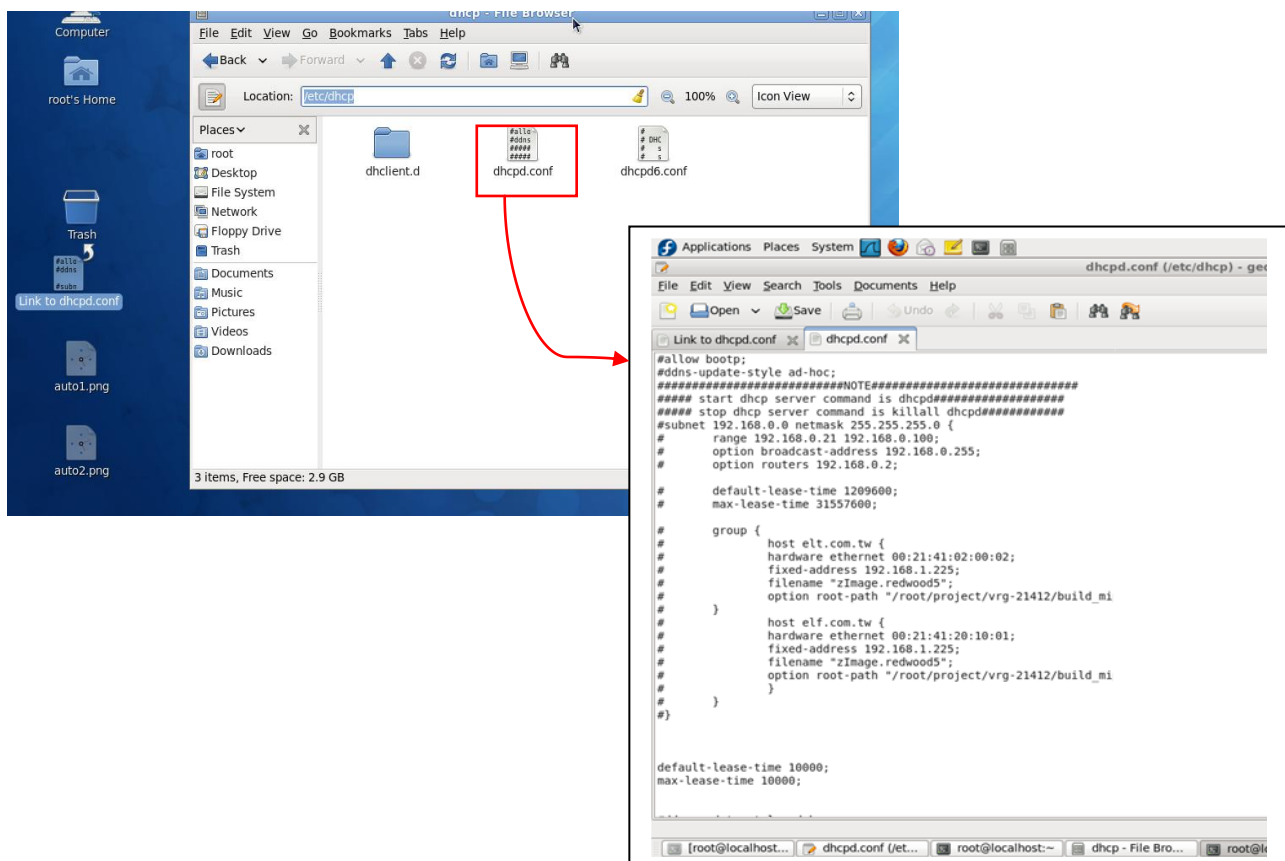 Computer
root's Home
Trash
Link to dhcpd.conf
auto1.png
auto2.png
dhcp - File Browser
File Edit View Go Bookmarks Tabs Help
Back Forward
Location: /etc/dhcp 100% Icon View
Places
root
Desktop
File System
Network
Floppy Drive
Trash
Documents
Music
Pictures
Videos
Downloads
dhclient.d
dhcpd.conf
dhcpd6.conf
3 items, Free space: 2.9 GB
Applications Places System
dhcpd.conf (/etc/dhcp) - ged
File Edit View Search Tools Documents Help
Open Save Undo
Link to dhcpd.conf dhcpd.conf
#allow bootp;
#ddns-update-style ad-hoc;
###########################NOTE##############################
##### start dhcp server command is dhcpd###################
##### stop dhcp server command is killall dhcpd############
#subnet 192.168.0.0 netmask 255.255.255.0 {
# range 192.168.0.21 192.168.0.100;
# option broadcast-address 192.168.0.255;
# option routers 192.168.0.2;
# default-lease-time 1209600;
# max-lease-time 31557600;
# group {
# host elt.com.tw {
# hardware ethernet 00:21:41:02:00:02;
# fixed-address 192.168.1.225;
# filename "zImage.redwood5";
# option root-path "/root/project/vrg-21412/build_mi
# }
# host elf.com.tw {
# hardware ethernet 00:21:41:20:10:01;
# fixed-address 192.168.1.225;
# filename "zImage.redwood5";
# option root-path "/root/project/vrg-21412/build_mi
# }
# }
#}
default-lease-time 10000;
max-lease-time 10000;
[root@localhost... dhcpd.conf (/et... root@localhost:~ dhcp - File Bro... root@lo